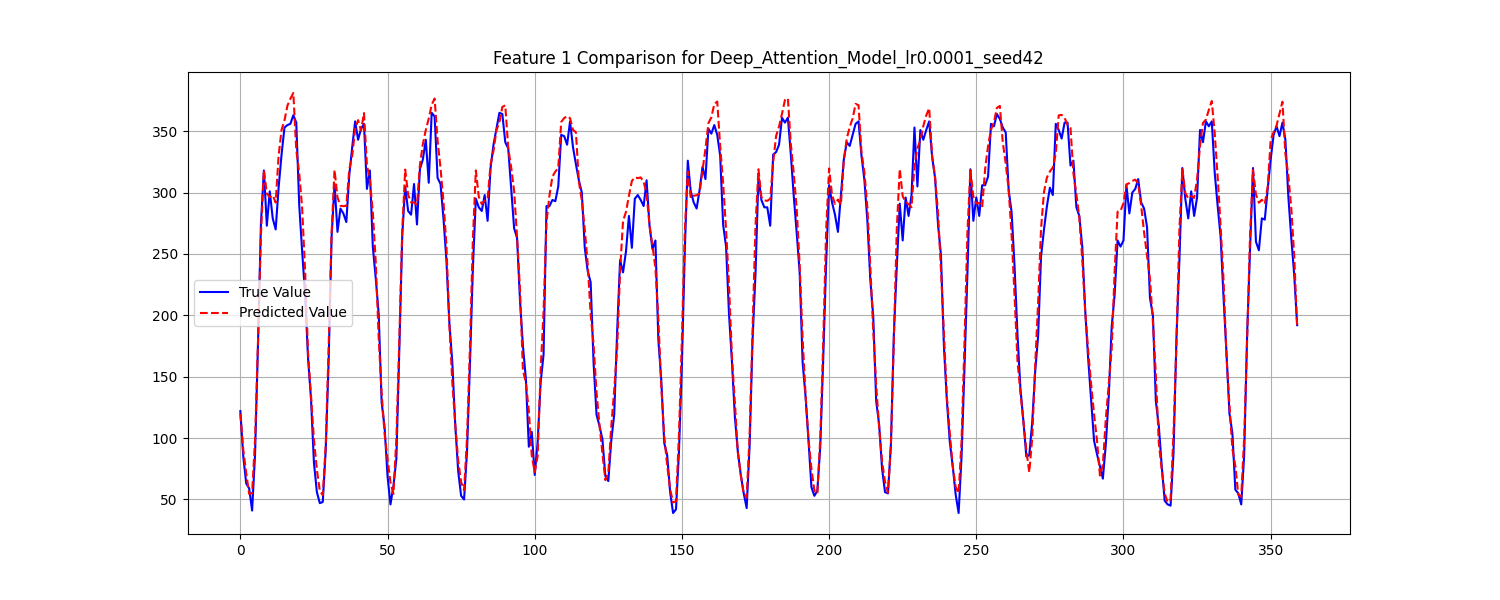 Feature 1 Comparison for Deep_Attention_Model_lr0.0001_seed42
350
300
250
200
150
100
50
True Value
Predicted Value
0 50 100 150 200 250 300 350